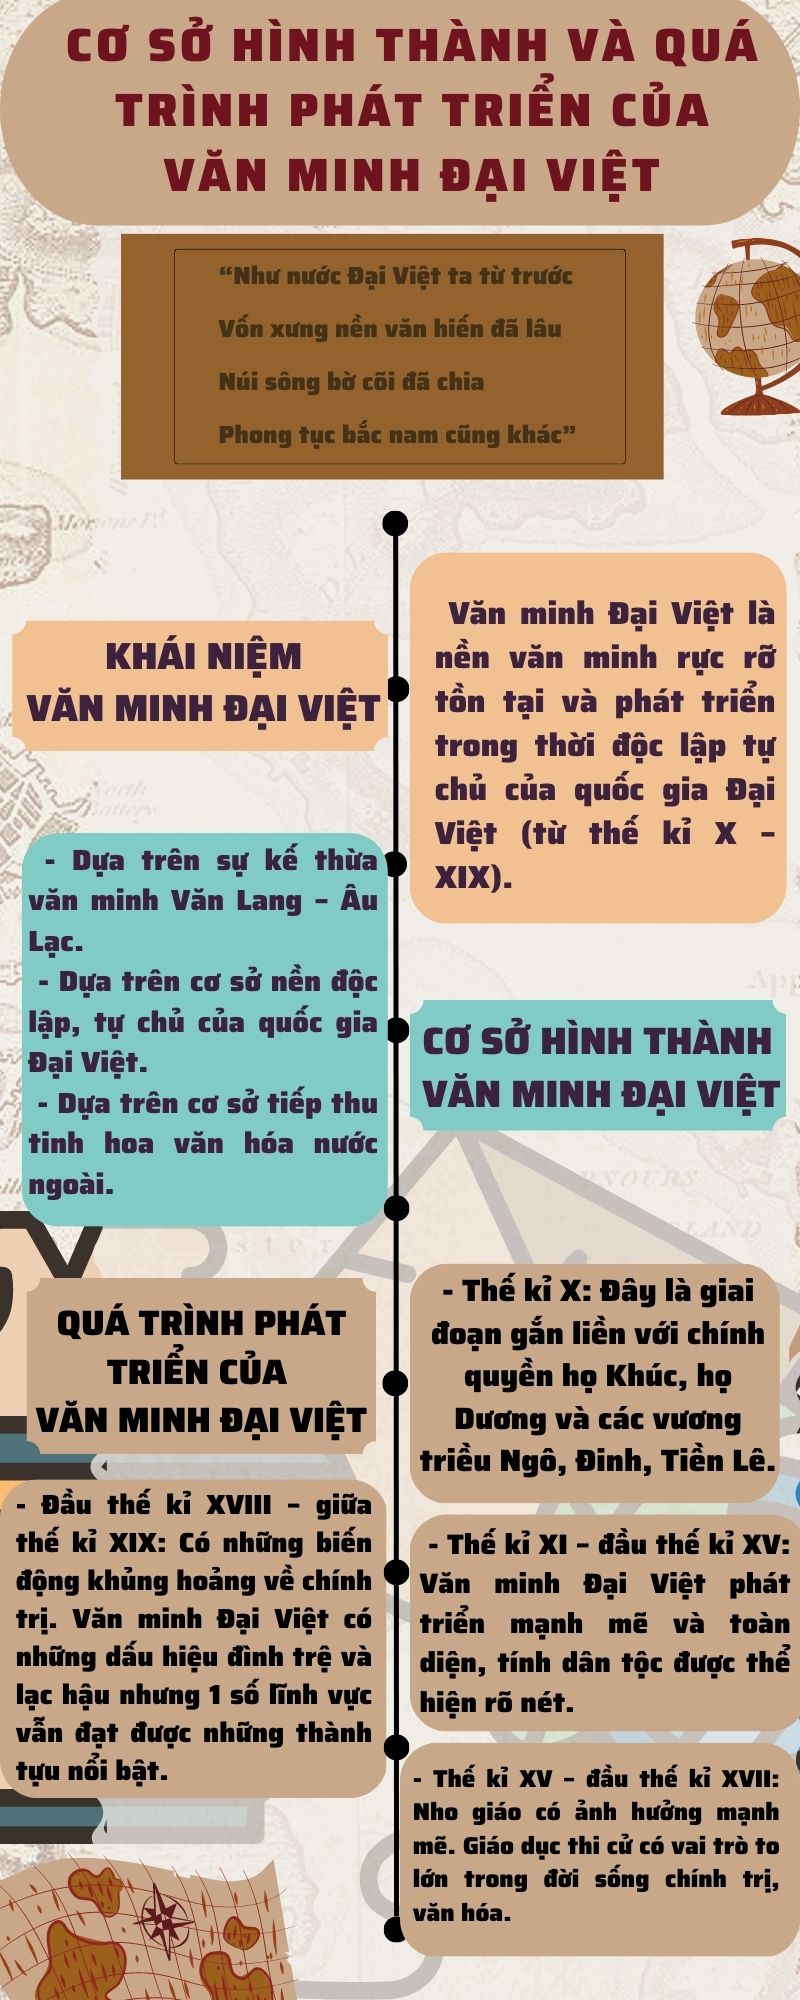 CƠ SỞ HÌNH THÀNH VÀ QUÁ
TRÌNH PHÁT TRIỂN CỦA
VĂN MINH ĐẠI VIỆT
“Như nước Đại Việt ta từ trước
Vốn xưng nền văn hiến đã lâu
Núi sông bờ cõi đã chia
Phong tục bắc nam cũng khác”
KHÁI NIỆM
VĂN MINH ĐẠI VIỆT
Văn minh Đại Việt là
nền văn minh rực rỡ
tồn tại và phát triển
trong thời độc lập tự
chủ của quốc gia Đại
Việt (từ thế kỉ X –
XIX).
CƠ SỞ HÌNH THÀNH
VĂN MINH ĐẠI VIỆT
- Dựa trên sự kế thừa
văn minh Văn Lang – Âu
Lạc.
- Dựa trên cơ sở nền độc
lập, tự chủ của quốc gia
Đại Việt.
- Dựa trên cơ sở tiếp thu
tinh hoa văn hóa nước
ngoài.
QUÁ TRÌNH PHÁT
TRIỂN CỦA
VĂN MINH ĐẠI VIỆT
- Thế kỉ X: Đây là giai
đoạn gắn liền với chính
quyền họ Khúc, họ
Dương và các vương
triều Ngô, Đinh, Tiền Lê.
- Thế kỉ XI – đầu thế kỉ XV:
Văn minh Đại Việt phát
triển mạnh mẽ và toàn
diện, tính dân tộc được thể
hiện rõ nét.
- Thế kỉ XV – đầu thế kỉ XVII:
Nho giáo có ảnh hưởng mạnh
mẽ. Giáo dục thi cử có vai trò to
lớn trong đời sống chính trị,
văn hóa.
- Đầu thế kỉ XVIII – giữa
thế kỉ XIX: Có những biến
động khủng hoảng về chính
trị. Văn minh Đại Việt có
những dấu hiệu đình trệ và
lạc hậu nhưng 1 số lĩnh vực
vẫn đạt được những thành
tựu nổi bật.